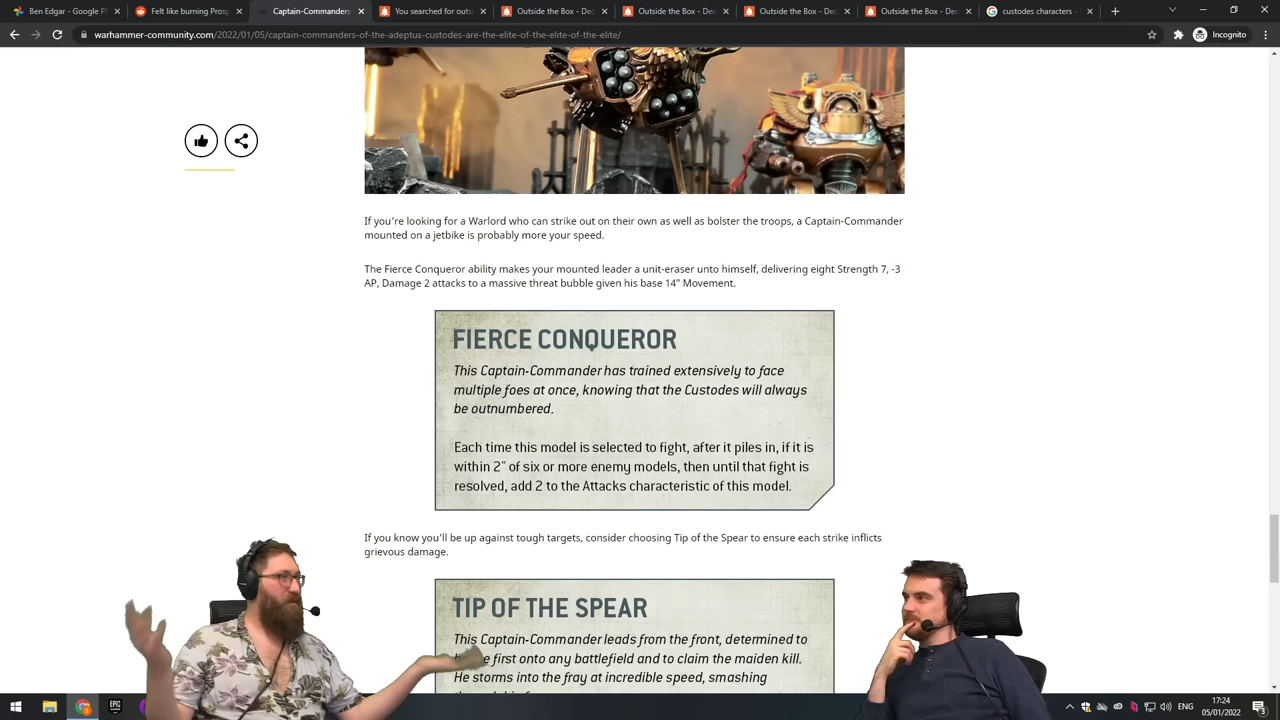 Ben Edgar - Google P
Felt like burning Prosp
Captain-Commanders
You searched for outs
Outside the Box - Dec
Outside the Box - Dec
Outside the Box - Dec
Outside the Box - Dec
custodes characters -
warhammer-community.com/2022/01/05/captain-commanders-of-the-adeptus-custodes-are-the-elite-of-the-elite-of-the-elite/
Incognito
If you're looking for a Warlord who can strike out on their own as well as bolster the troops, a Captain-Commander
mounted on a jetbike is probably more your speed.
The Fierce Conqueror ability makes your mounted leader a unit-eraser unto himself, delivering eight Strength 7, -3
AP, Damage 2 attacks to a massive threat bubble given his base 14" Movement.
FIERCE CONQUEROR
This Captain-Commander has trained extensively to face
multiple foes at once, knowing that the Custodes will always
be outnumbered.
Each time this model is selected to fight, after it piles in, if it is
within 2" of six or more enemy models, then until that fight is
resolved, add 2 to the Attacks characteristic of this model.
If you know you'll be up against tough targets, consider choosing Tip of the Spear to ensure each strike inflicts
grievous damage.
TIP OF THE SPEAR
This Captain-Commander leads from the front, determined to
first onto any battlefield and to claim the maiden kill.
He storms into the fray at incredible speed, smashing
EPIC
ENG
17:24
05/01/2022